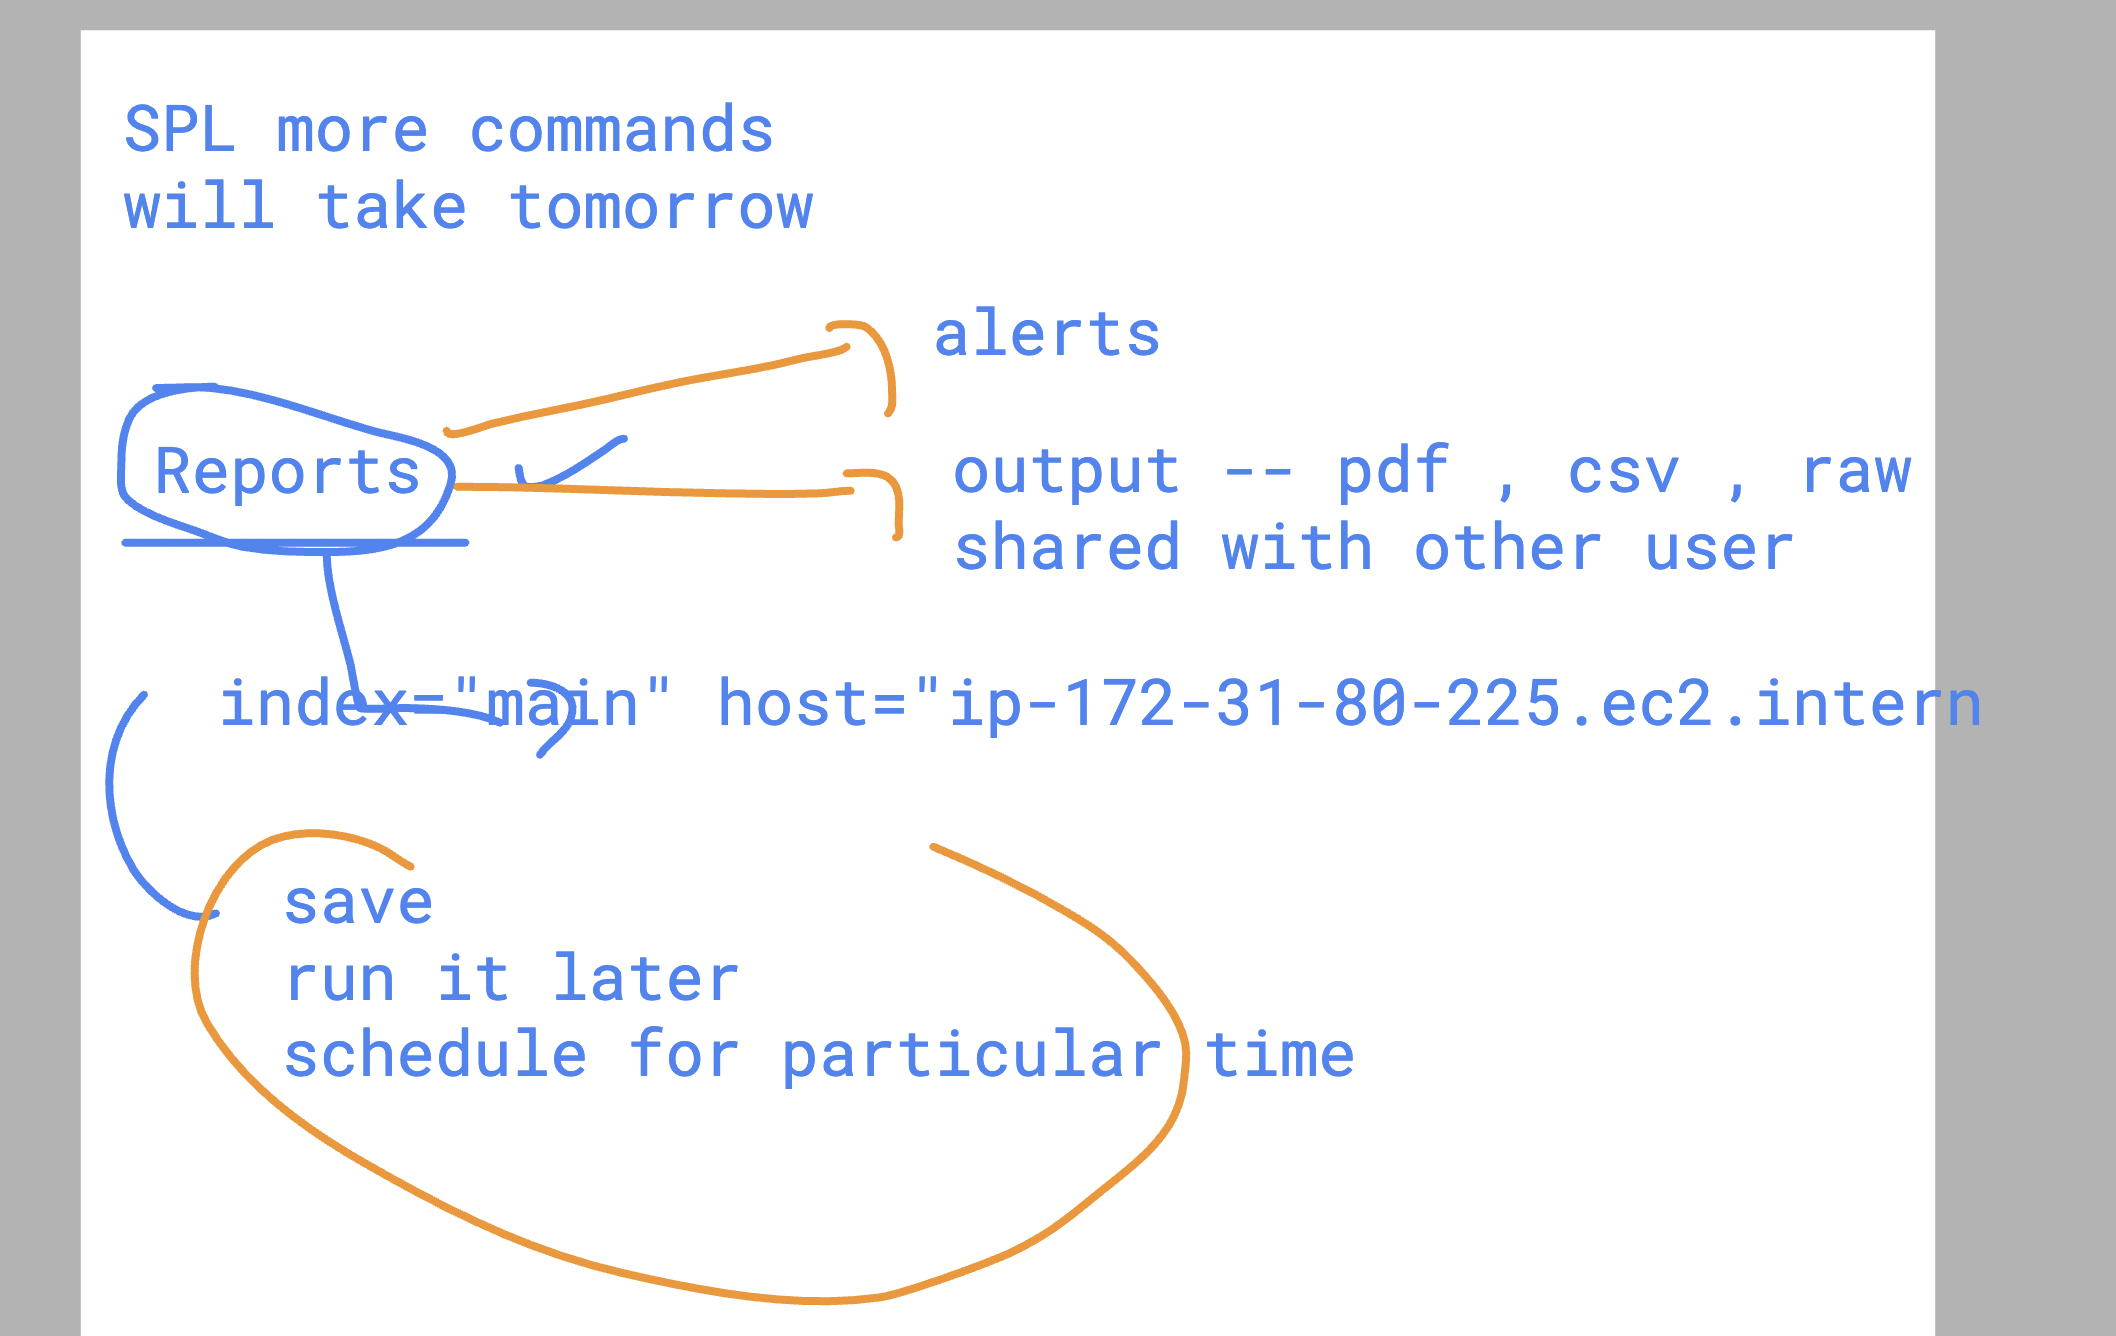 SPL more commands
will take tomorrow
alerts
Reports
output -- pdf , csv , raw
shared with other user
index="main" host="ip-172-31-80-225.ec2.intern
save
run it later
schedule for particular time